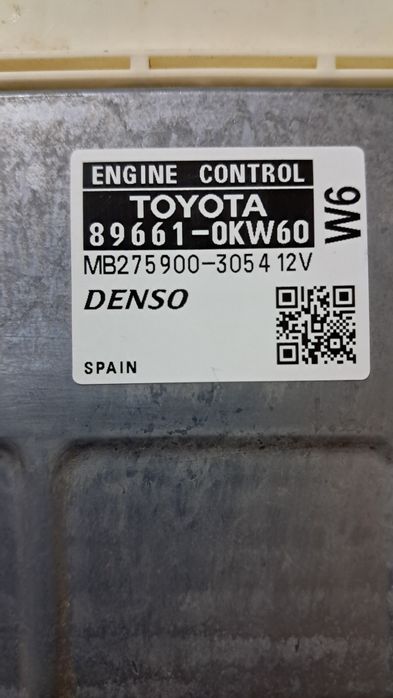 ENGINE CONTROL
TOYOTA
89661-0KW60
W6
MB275900-3054 12V
DENSO
SPAIN